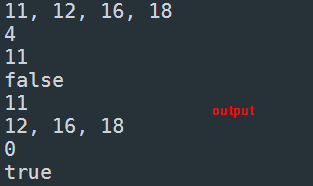 11, 12, 16, 18
4
11
false
11
output
12, 16, 18
0
true